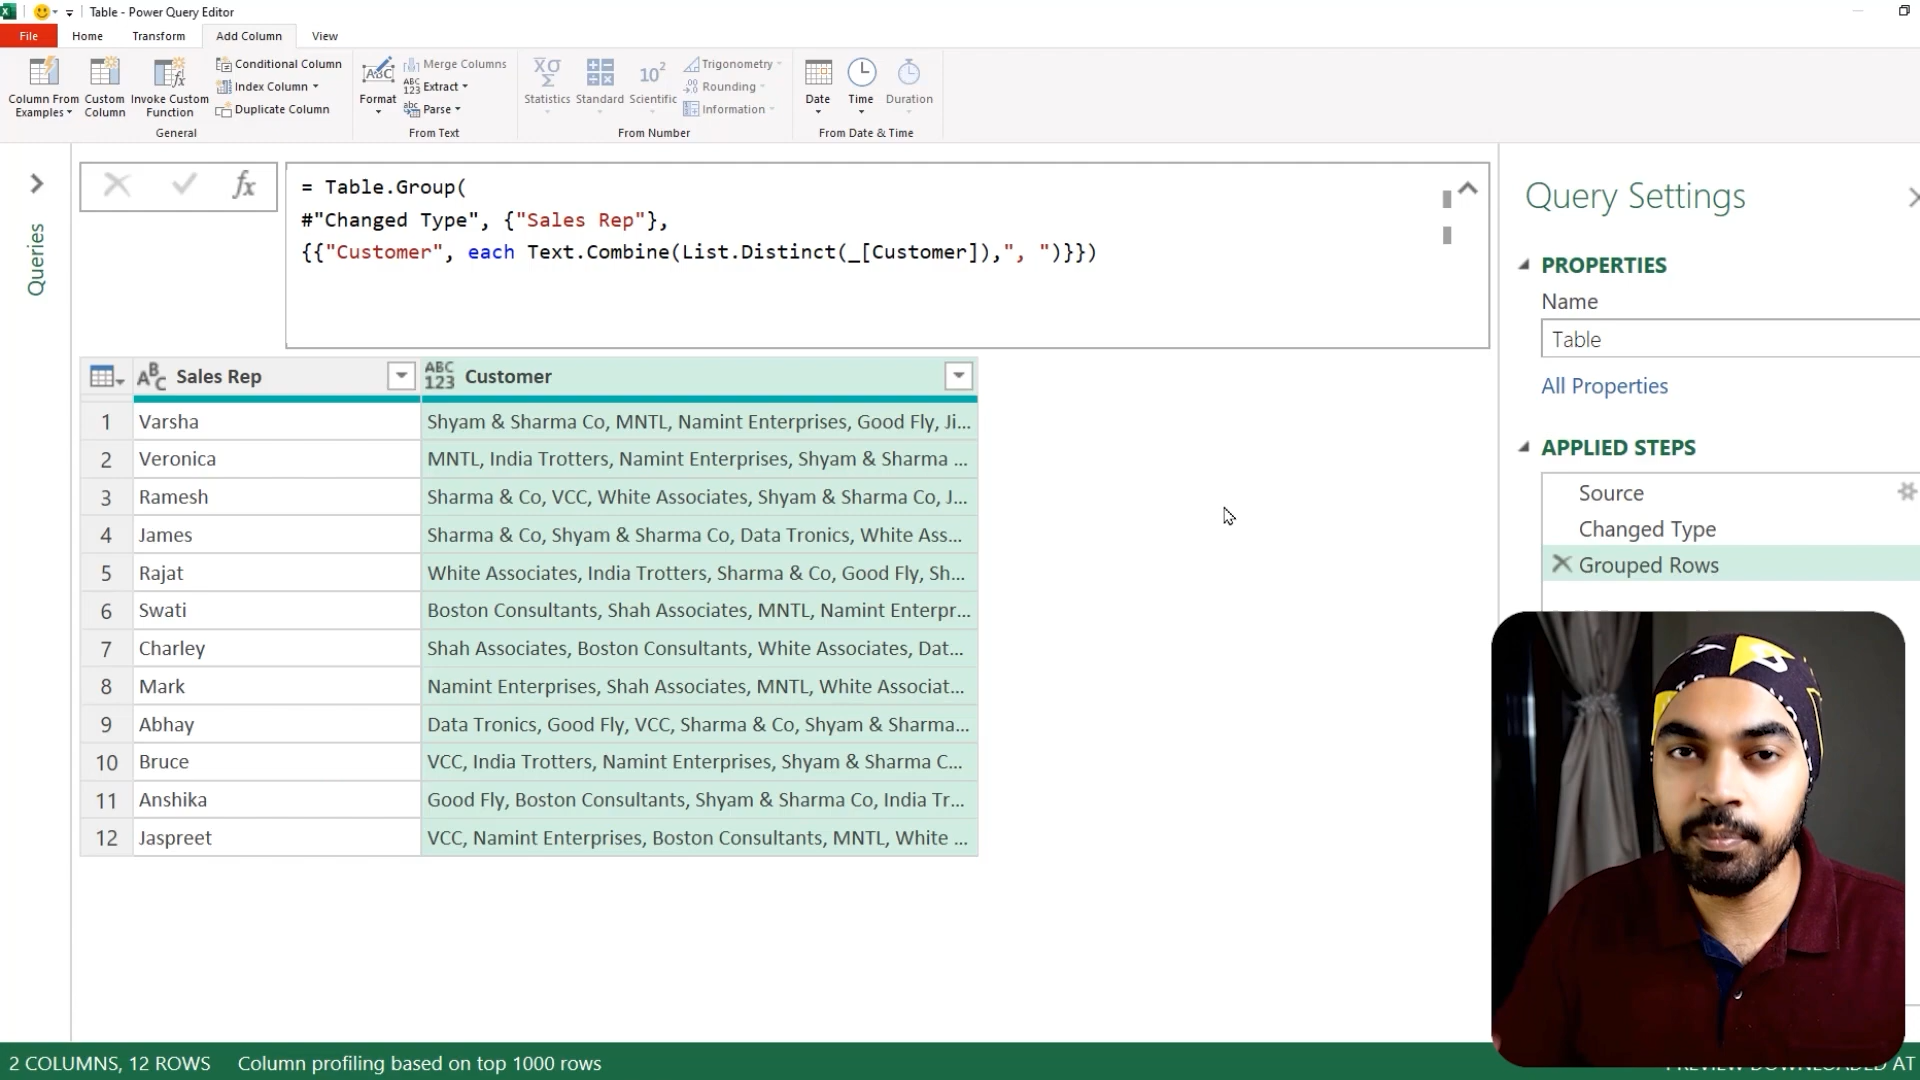 Table - Power Query Editor
File Home Transform Add Column View
Column From Examples
Custom Column
Invoke Custom Function
Conditional Column
Index Column
Duplicate Column
General
Format
Merge Columns
Extract
Parse
From Text
Statistics
Standard
Scientific
Trigonometry
Rounding
Information
From Number
Date
Time
Duration
From Date & Time
Queries
fx
= Table.Group(
#"Changed Type", {"Sales Rep"},
{{"Customer", each Text.Combine(List.Distinct(_[Customer]),", ")}})
Sales Rep Customer
1 Varsha Shyam & Sharma Co, MNTL, Namint Enterprises, Good Fly, Ji...
2 Veronica MNTL, India Trotters, Namint Enterprises, Shyam & Sharma ...
3 Ramesh Sharma & Co, VCC, White Associates, Shyam & Sharma Co, J...
4 James Sharma & Co, Shyam & Sharma Co, Data Tronics, White Ass...
5 Rajat White Associates, India Trotters, Sharma & Co, Good Fly, Sh...
6 Swati Boston Consultants, Shah Associates, MNTL, Namint Enterpr...
7 Charley Shah Associates, Boston Consultants, White Associates, Dat...
8 Mark Namint Enterprises, Shah Associates, MNTL, White Associat...
9 Abhay Data Tronics, Good Fly, VCC, Sharma & Co, Shyam & Sharma...
10 Bruce VCC, India Trotters, Namint Enterprises, Shyam & Sharma C...
11 Anshika Good Fly, Boston Consultants, Shyam & Sharma Co, India Tr...
12 Jaspreet VCC, Namint Enterprises, Boston Consultants, MNTL, White ...
Query Settings
PROPERTIES
Name
Table
All Properties
APPLIED STEPS
Source
Changed Type
Grouped Rows
2 COLUMNS, 12 ROWS Column profiling based on top 1000 rows
AT